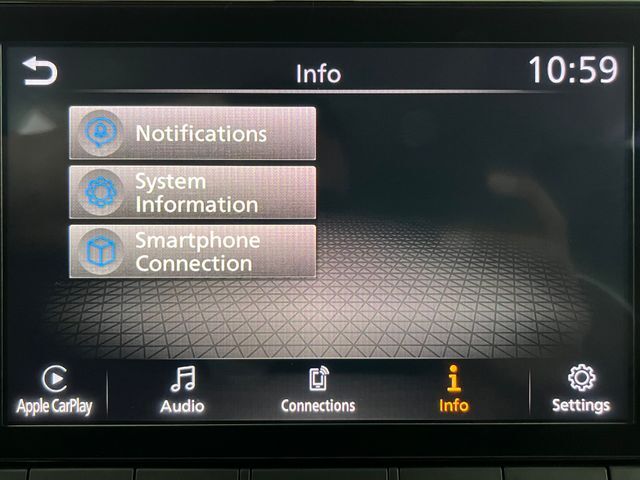 Info
10:59
Notifications
System
Information
Smartphone
Connection
Apple CarPlay
Audio
Connections
Info
Settings